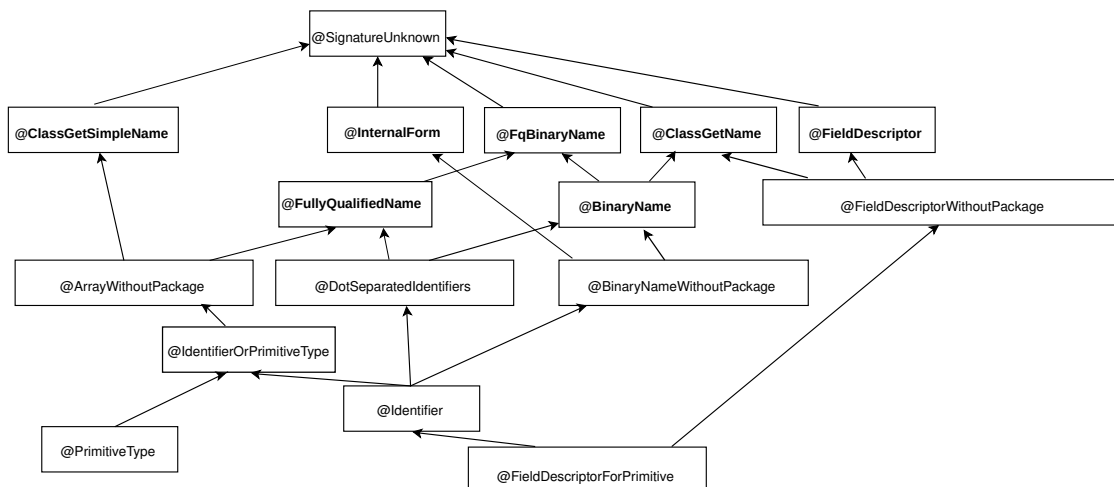 @SignatureUnknown
@ClassGetSimpleName
@InternalForm
@FqBinaryName
@ClassGetName
@FieldDescriptor
@FullyQualifiedName
@BinaryName
@FieldDescriptorWithoutPackage
@ArrayWithoutPackage
@DotSeparatedIdentifiers
@BinaryNameWithoutPackage
@IdentifierOrPrimitiveType
@Identifier
@PrimitiveType
@FieldDescriptorForPrimitive